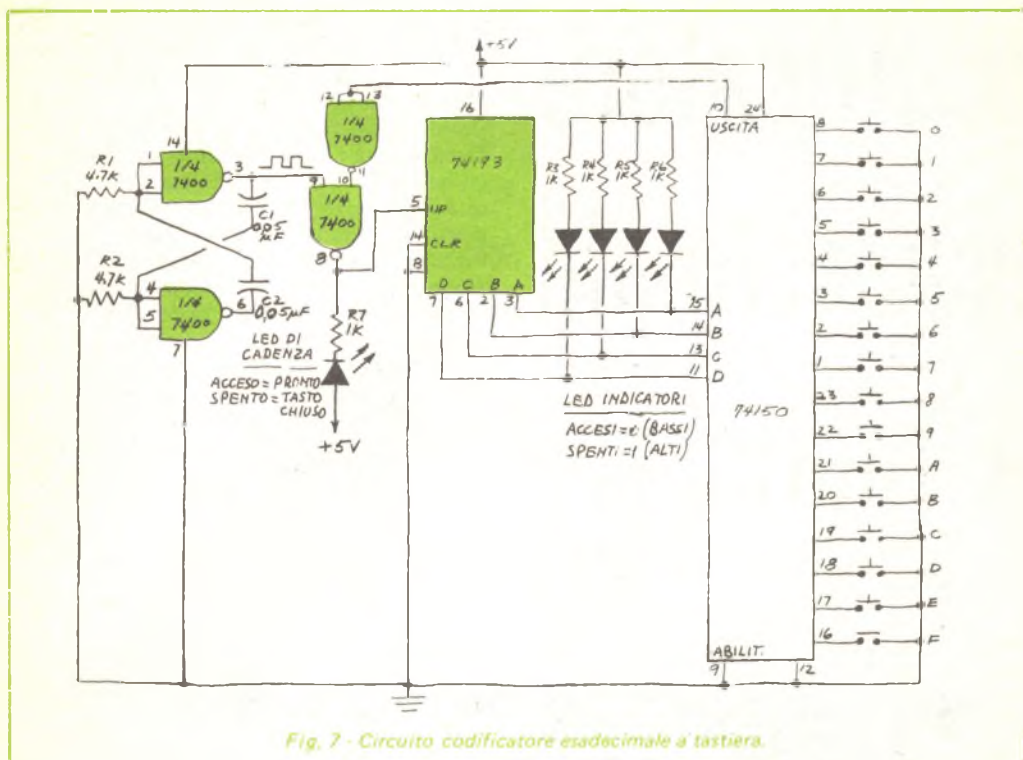 +5V
12 13
1/4
7400
11
14
1
2
1/4
7400
3
R1
4.7K
9 10
1/4
7400
8
C1
0,05
µF
R2
4.7K
4
5
1/4
7400
6
7
C2
0,05µF
R7
1K
LED DI
CADENZA
ACCESO = PRONTO
SPENTO = TASTO
CHIUSO
+5V
16
74193
5 UP
14 CLR
8
D C B A
7 6 2 3
R3 R4 R5 R6
1K 1K 1K 1K
LED INDICATORI
(BASSI)
SPENTI = 1 (ALTI)
10 24
USCITA
15 A
14 B
13 C
11 D
74150
ABILIT.
9 12
8 0
7 1
6 2
5 3
4 4
3 5
2 6
1 7
23 8
22 9
21 A
20 B
19 C
18 D
17 E
16 F
Fig. 7 - Circuito codificatore esadecimale a tastiera.